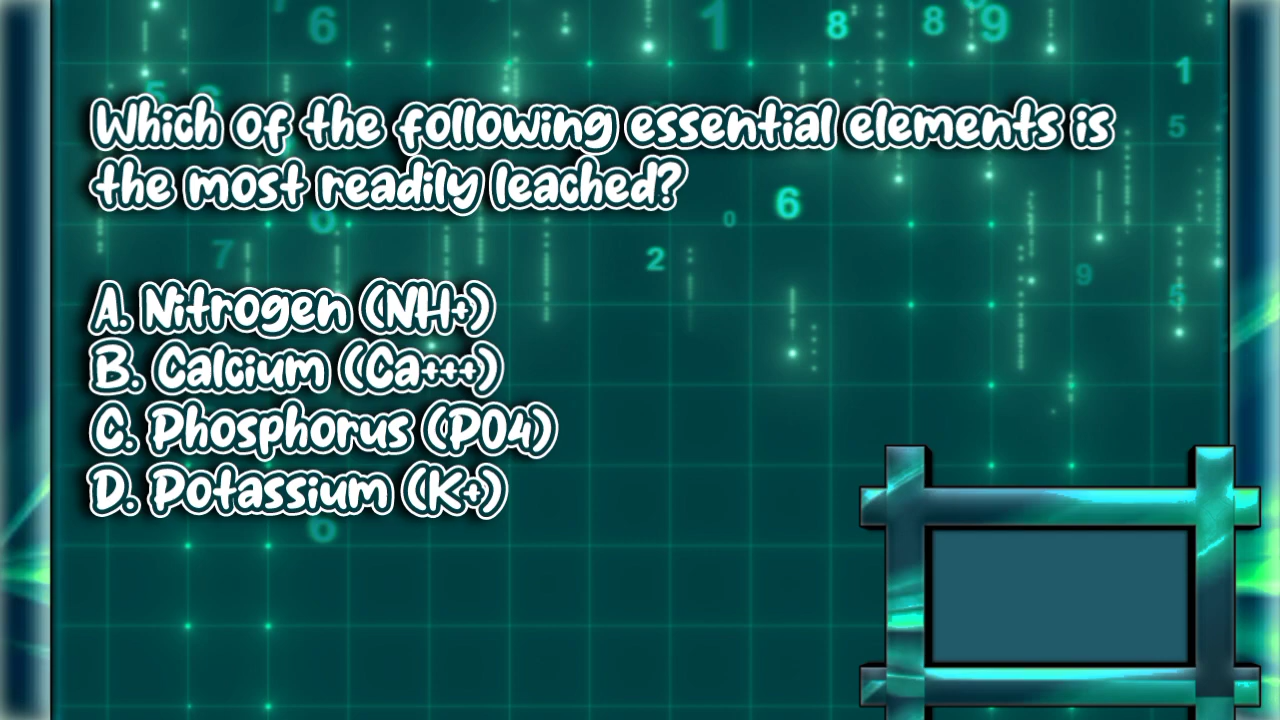 Which of the following essential elements is
the most readily leached?
A. Nitrogen (NH+)
B. Calcium (Ca+++)
C. Phosphorus (PO4)
D. Potassium (K+)